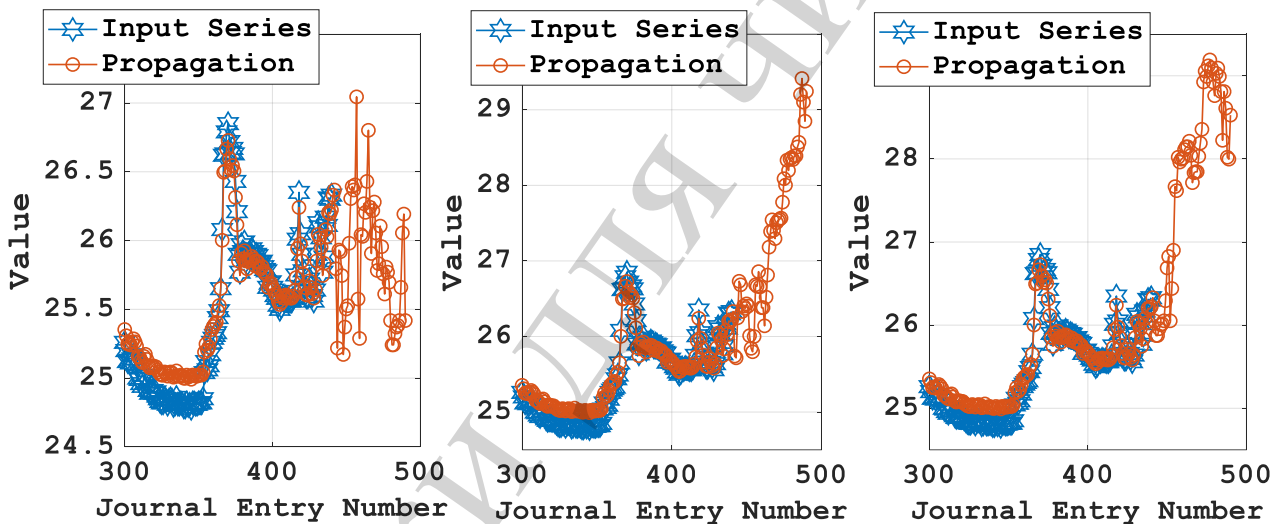 Input Series
Propagation
27
26.5
26
25.5
25
24.5
Value
300
400
500
Journal Entry Number
Input Series
Propagation
29
28
27
26
25
Value
300
400
500
Journal Entry Number
Input Series
Propagation
28
27
26
25
Value
300
400
500
Journal Entry Number
для